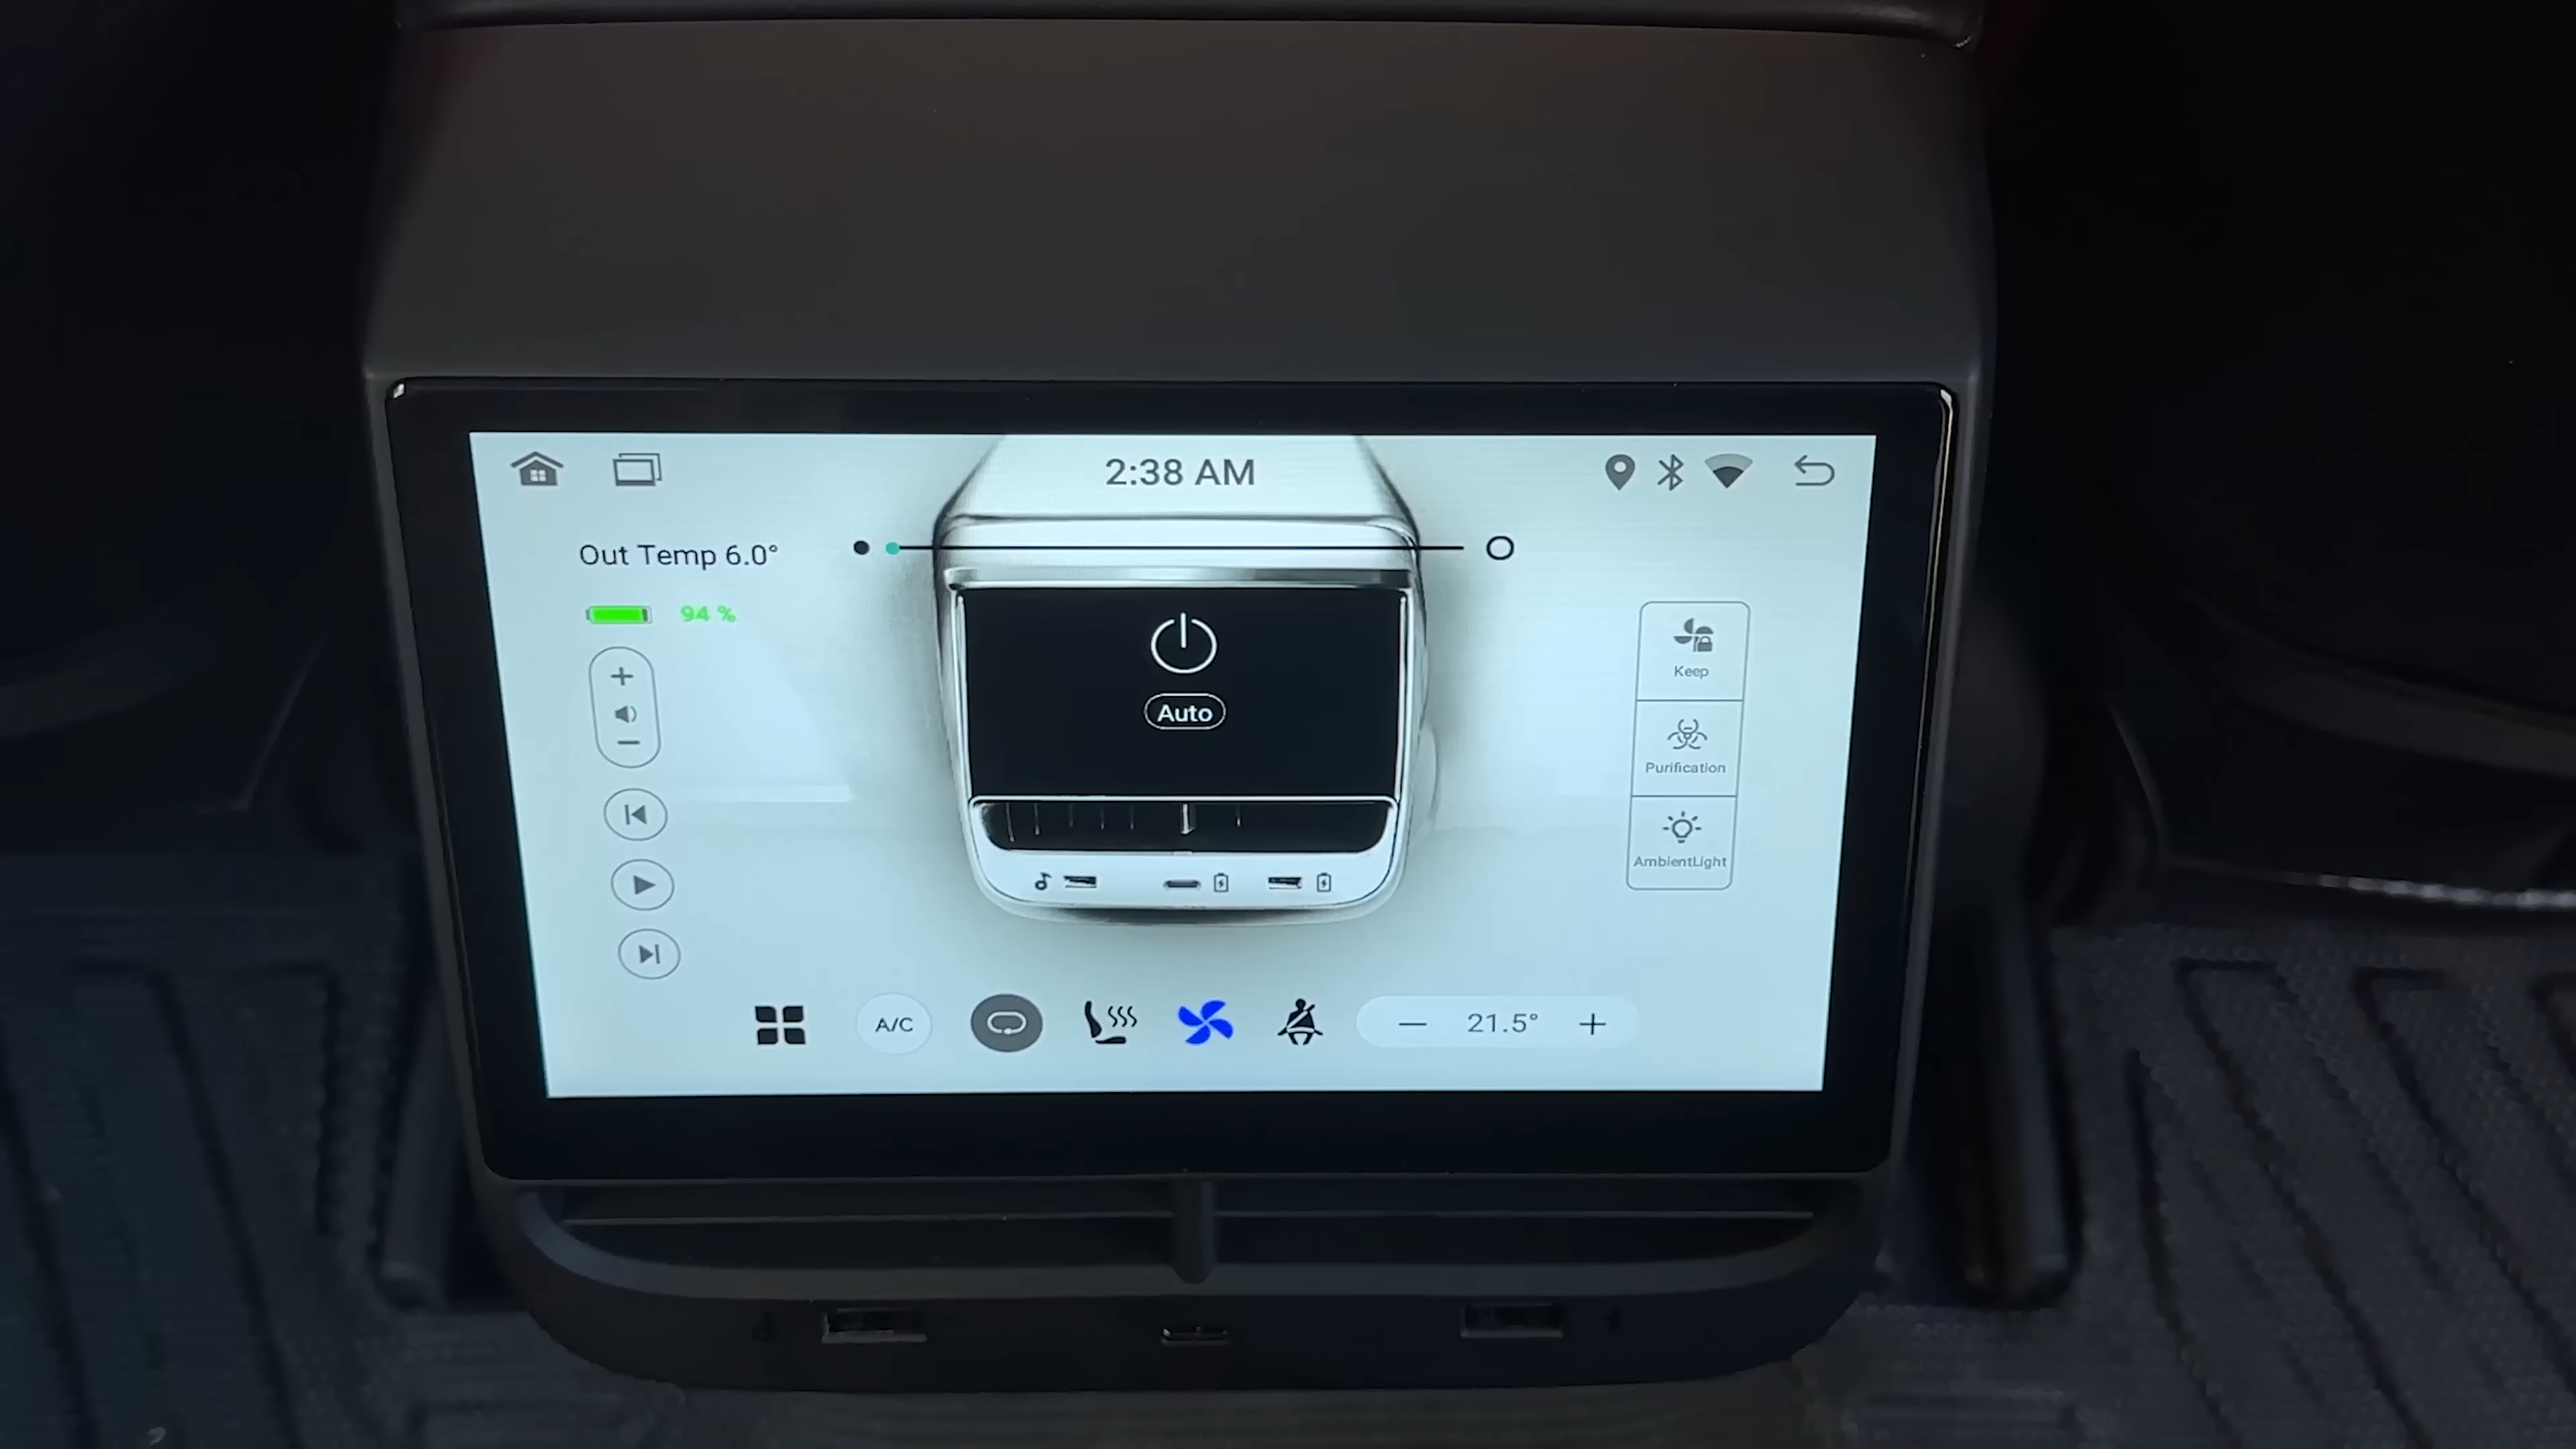 2:38 AM
Out Temp 6.0°
94 %
Auto
Keep
Purification
AmbientLight
A/C
21.5°